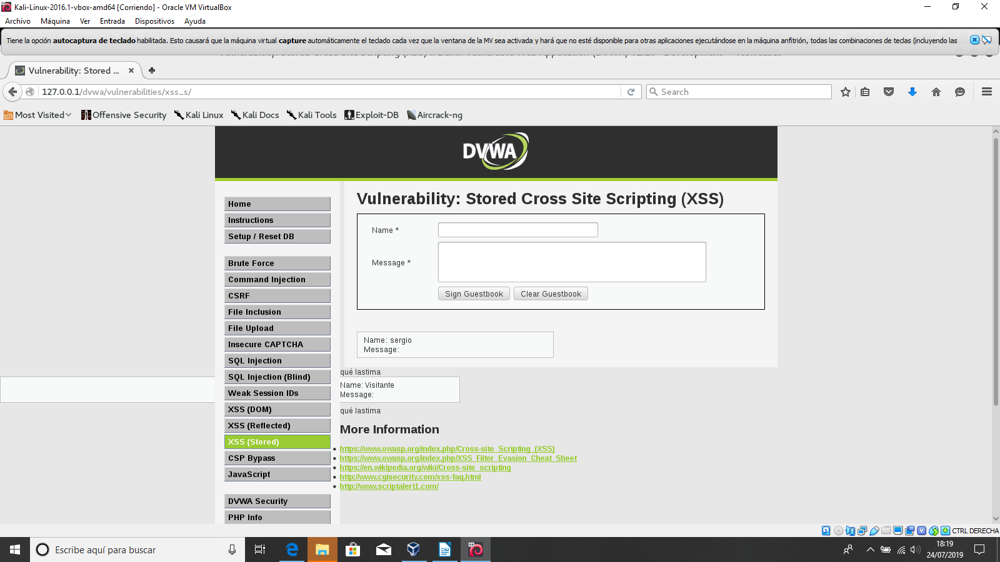 Kali-Linux-2016.1-vbox-amd64 [Corriendo] - Oracle VM VirtualBox
Archivo Máquina Ver Entrada Dispositivos Ayuda
Tiene la opción autocaptura de teclado habilitada. Esto causará que la máquina virtual capture automáticamente el teclado cada vez que la ventana de la MV sea activada y hará que no esté disponible para otras aplicaciones ejecutándose en la máquina anfitrión, todas las combinaciones de teclas (incluyendo las
Vulnerability: Stored ...
127.0.0.1/dvwa/vulnerabilities/xss_s/
Search
Most Visited Offensive Security Kali Linux Kali Docs Kali Tools Exploit-DB Aircrack-ng
DVWA
Home
Instructions
Setup / Reset DB
Brute Force
Command Injection
CSRF
File Inclusion
File Upload
Insecure CAPTCHA
SQL Injection
SQL Injection (Blind)
Weak Session IDs
XSS (DOM)
XSS (Reflected)
XSS (Stored)
CSP Bypass
JavaScript
DVWA Security
PHP Info
Vulnerability: Stored Cross Site Scripting (XSS)
Name *
Message *
Sign Guestbook Clear Guestbook
Name: sergio
Message:
qué lastima
Name: Visitante
Message:
qué lastima
More Information
https://www.owasp.org/index.php/Cross-site_Scripting_(XSS)
https://www.owasp.org/index.php/XSS_Filter_Evasion_Cheat_Sheet
https://en.wikipedia.org/wiki/Cross-site_scripting
http://www.cgisecurity.com/xss-faq.html
http://www.scriptalert1.com/
CTRL DERECHA
Escribe aquí para buscar
18:19
24/07/2019